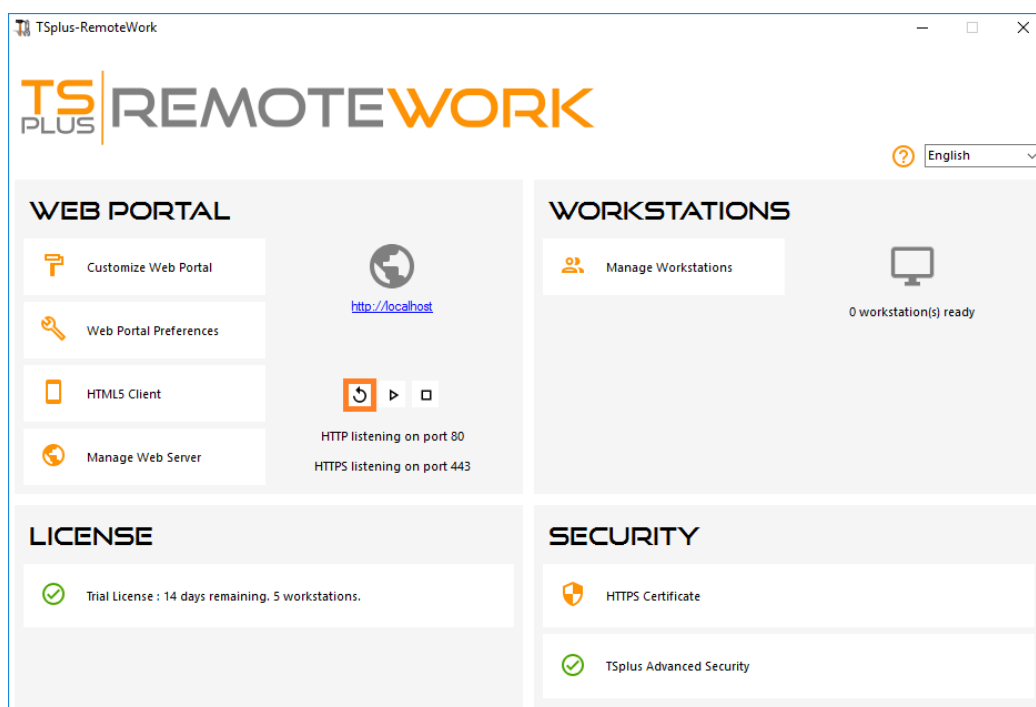 TSplus-RemoteWork
TS PLUS REMOTEWORK
English
WEB PORTAL
Customize Web Portal
http://localhost
Web Portal Preferences
HTML5 Client
HTTP listening on port 80
Manage Web Server
HTTPS listening on port 443
WORKSTATIONS
Manage Workstations
0 workstation(s) ready
LICENSE
Trial License : 14 days remaining. 5 workstations.
SECURITY
HTTPS Certificate
TSplus Advanced Security